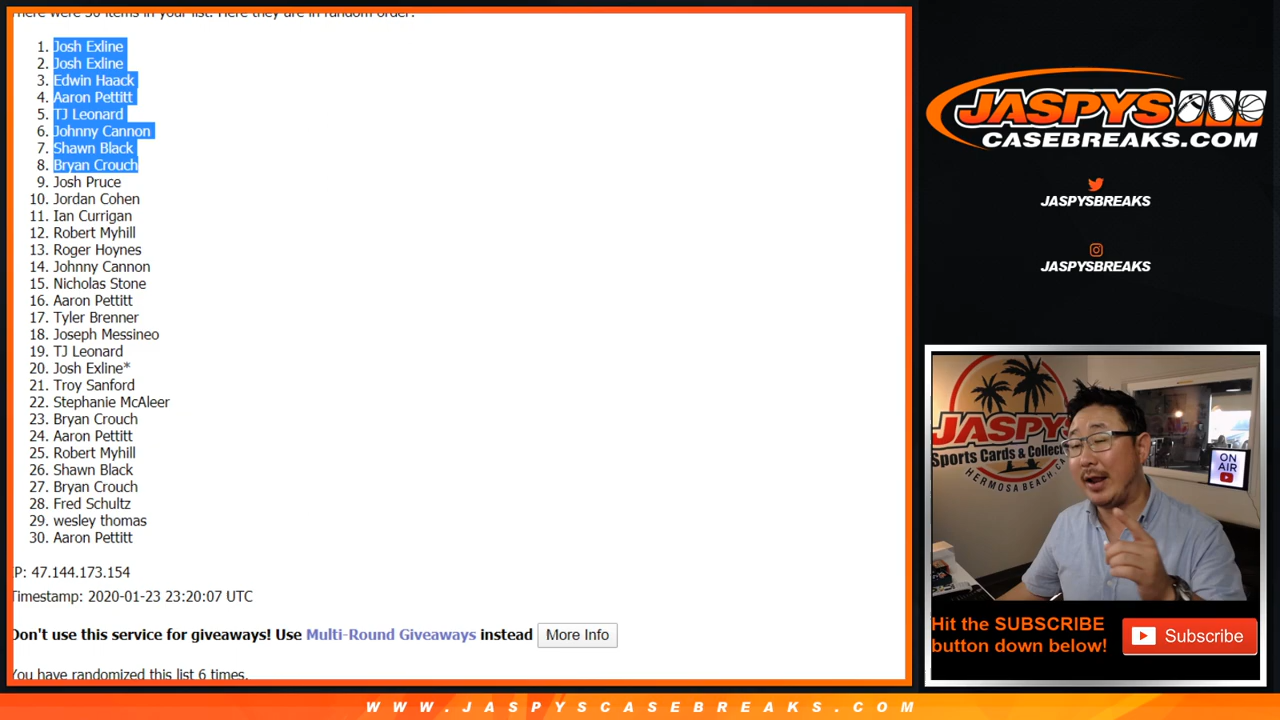 There were 30 items in your list. Here they are in random order:
1. Josh Exline
2. Josh Exline
3. Edwin Haack
4. Aaron Pettitt
5. TJ Leonard
6. Johnny Cannon
7. Shawn Black
8. Bryan Crouch
9. Josh Pruce
10. Jordan Cohen
11. Ian Currigan
12. Robert Myhill
13. Roger Hoynes
14. Johnny Cannon
15. Nicholas Stone
16. Aaron Pettitt
17. Tyler Brenner
18. Joseph Messineo
19. TJ Leonard
20. Josh Exline*
21. Troy Sanford
22. Stephanie McAleer
23. Bryan Crouch
24. Aaron Pettitt
25. Robert Myhill
26. Shawn Black
27. Bryan Crouch
28. Fred Schultz
29. wesley thomas
30. Aaron Pettitt
IP: 47.144.173.154
Timestamp: 2020-01-23 23:20:07 UTC
Don't use this service for giveaways! Use Multi-Round Giveaways instead More Info
You have randomized this list 6 times.
JASPYS
CASEBREAKS.COM
JASPYSBREAKS
JASPYSBREAKS
JASPYS
Sports Cards & Collect
HERMOSA BEACH, CA
ON AIR
Hit the SUBSCRIBE
button down below!
Subscribe
WWW.JASPYSCASEBREAKS.COM